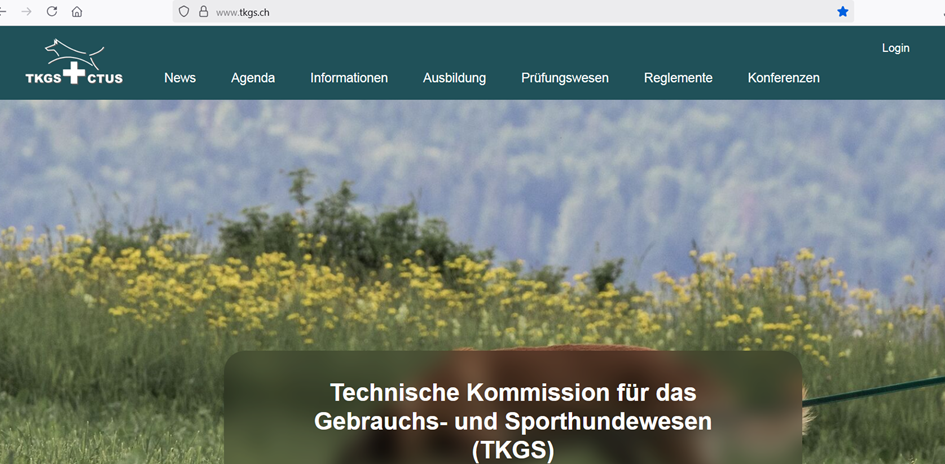 www.tkgs.ch
Login
TKGS CTUS
News Agenda Informationen Ausbildung Prüfungswesen Reglemente Konferenzen
Technische Kommission für das
Gebrauchs- und Sporthundewesen
(TKGS)